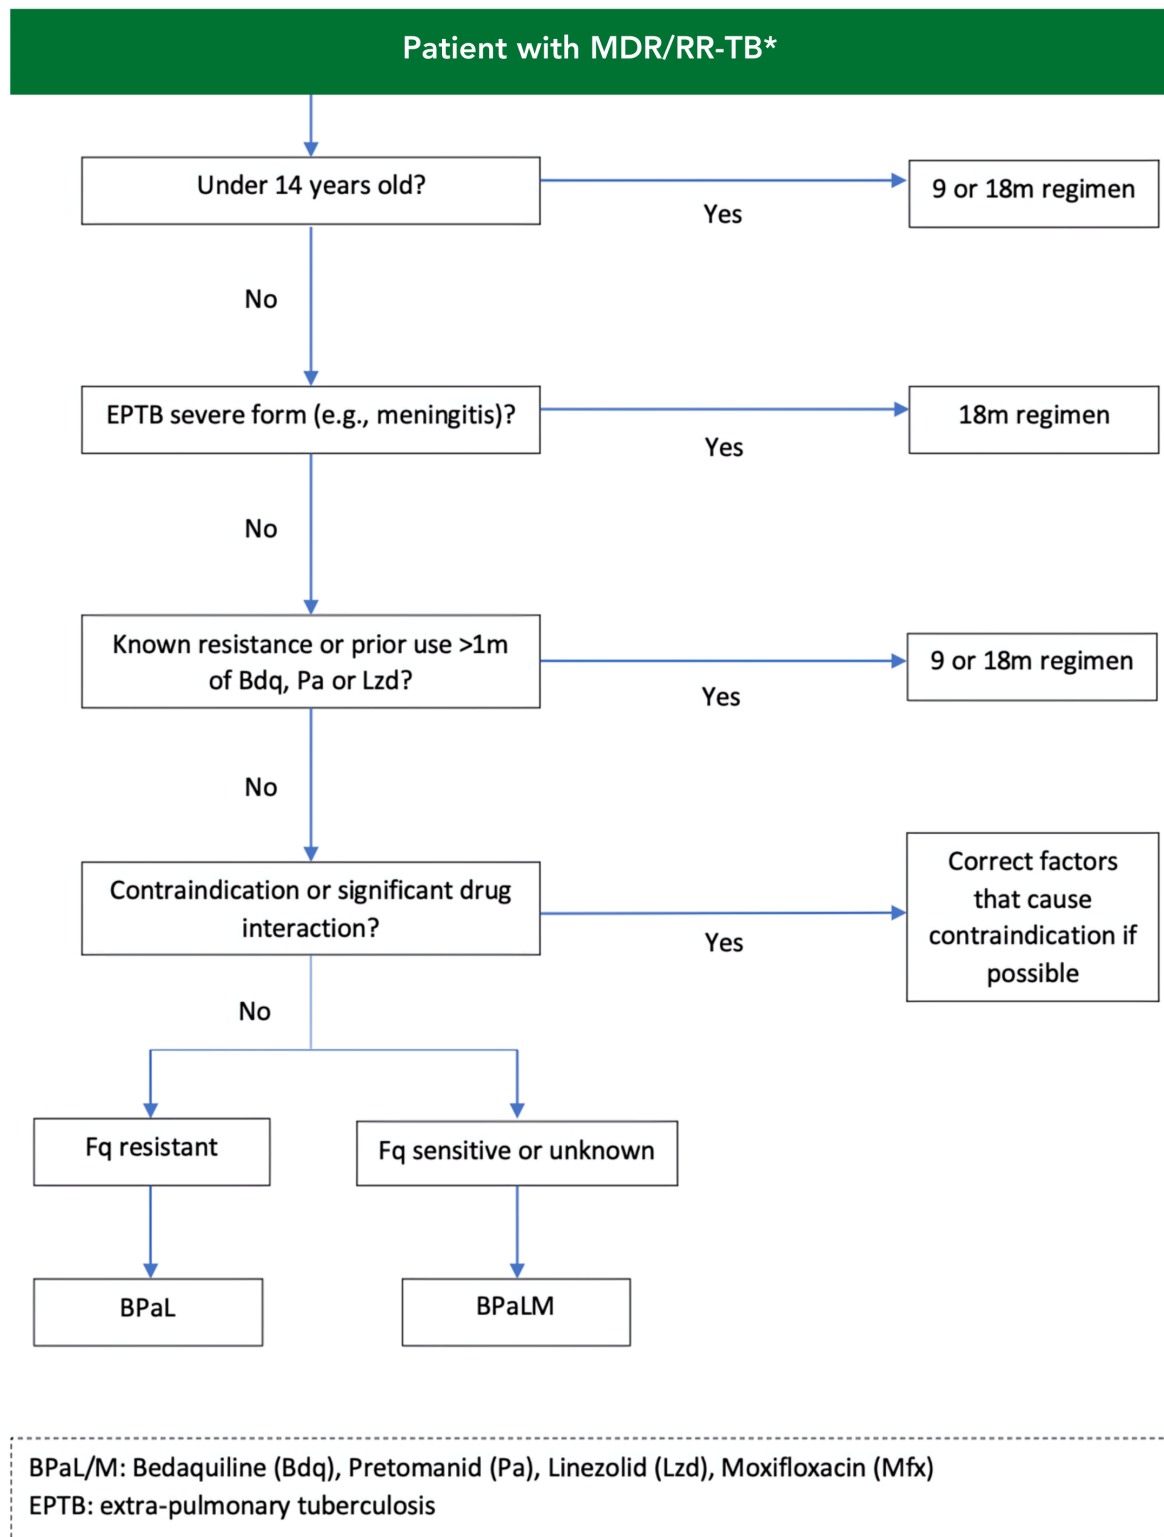 Patient with MDR/RR-TB*
Under 14 years old?
Yes
9 or 18m regimen
No
EPTB severe form (e.g., meningitis)?
Yes
18m regimen
No
Known resistance or prior use >1m
of Bdq, Pa or Lzd?
Yes
9 or 18m regimen
No
Contraindication or significant drug
interaction?
Yes
Correct factors
that cause
contraindication if
possible
No
Fq resistant
Fq sensitive or unknown
BPaL
BPaLM
BPaL/M: Bedaquiline (Bdq), Pretomanid (Pa), Linezolid (Lzd), Moxifloxacin (Mfx)
EPTB: extra-pulmonary tuberculosis